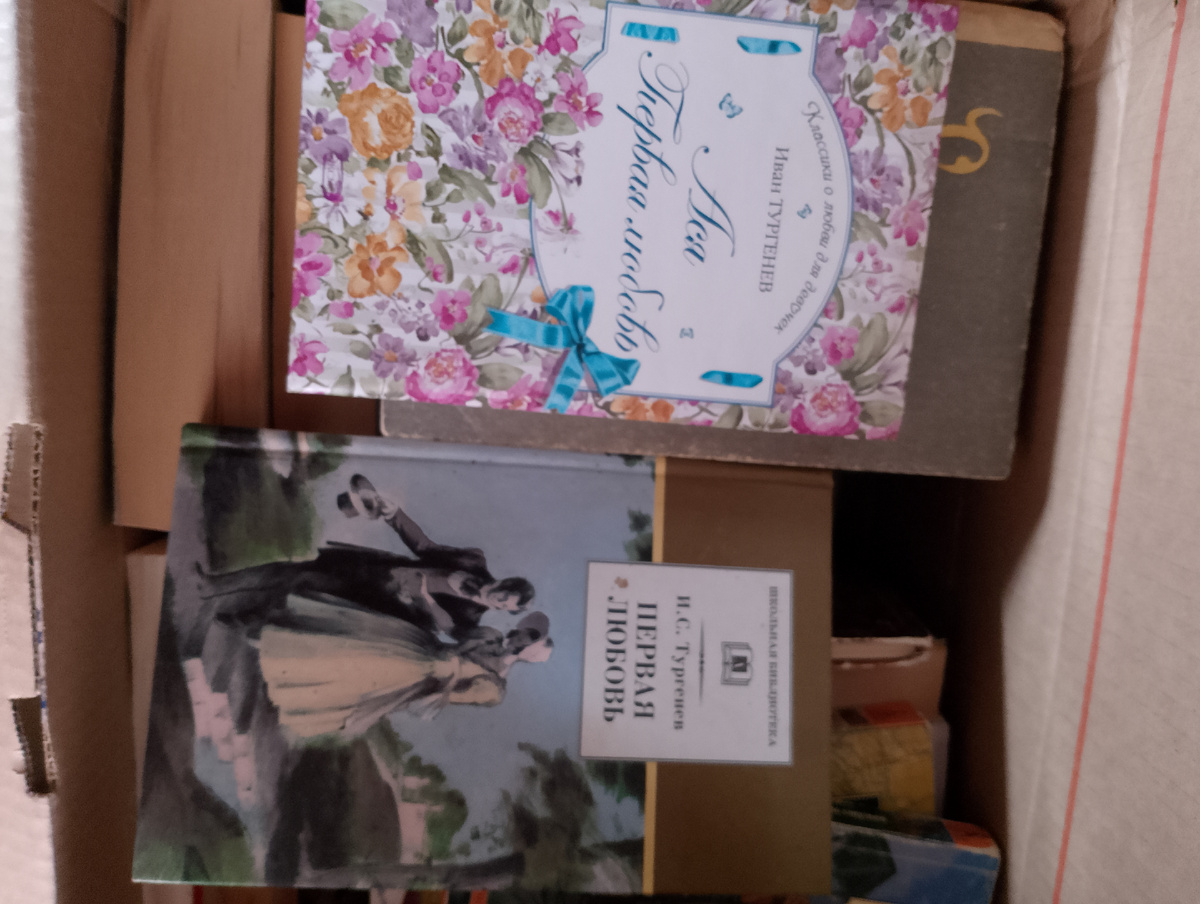 Классики о любви для девочек
Иван ТУРГЕНЕВ
Ася
Первая любовь
ШКОЛЬНАЯ БИБЛИОТЕКА
И.С. Тургенев
ПЕРВАЯ
ЛЮБОВЬ